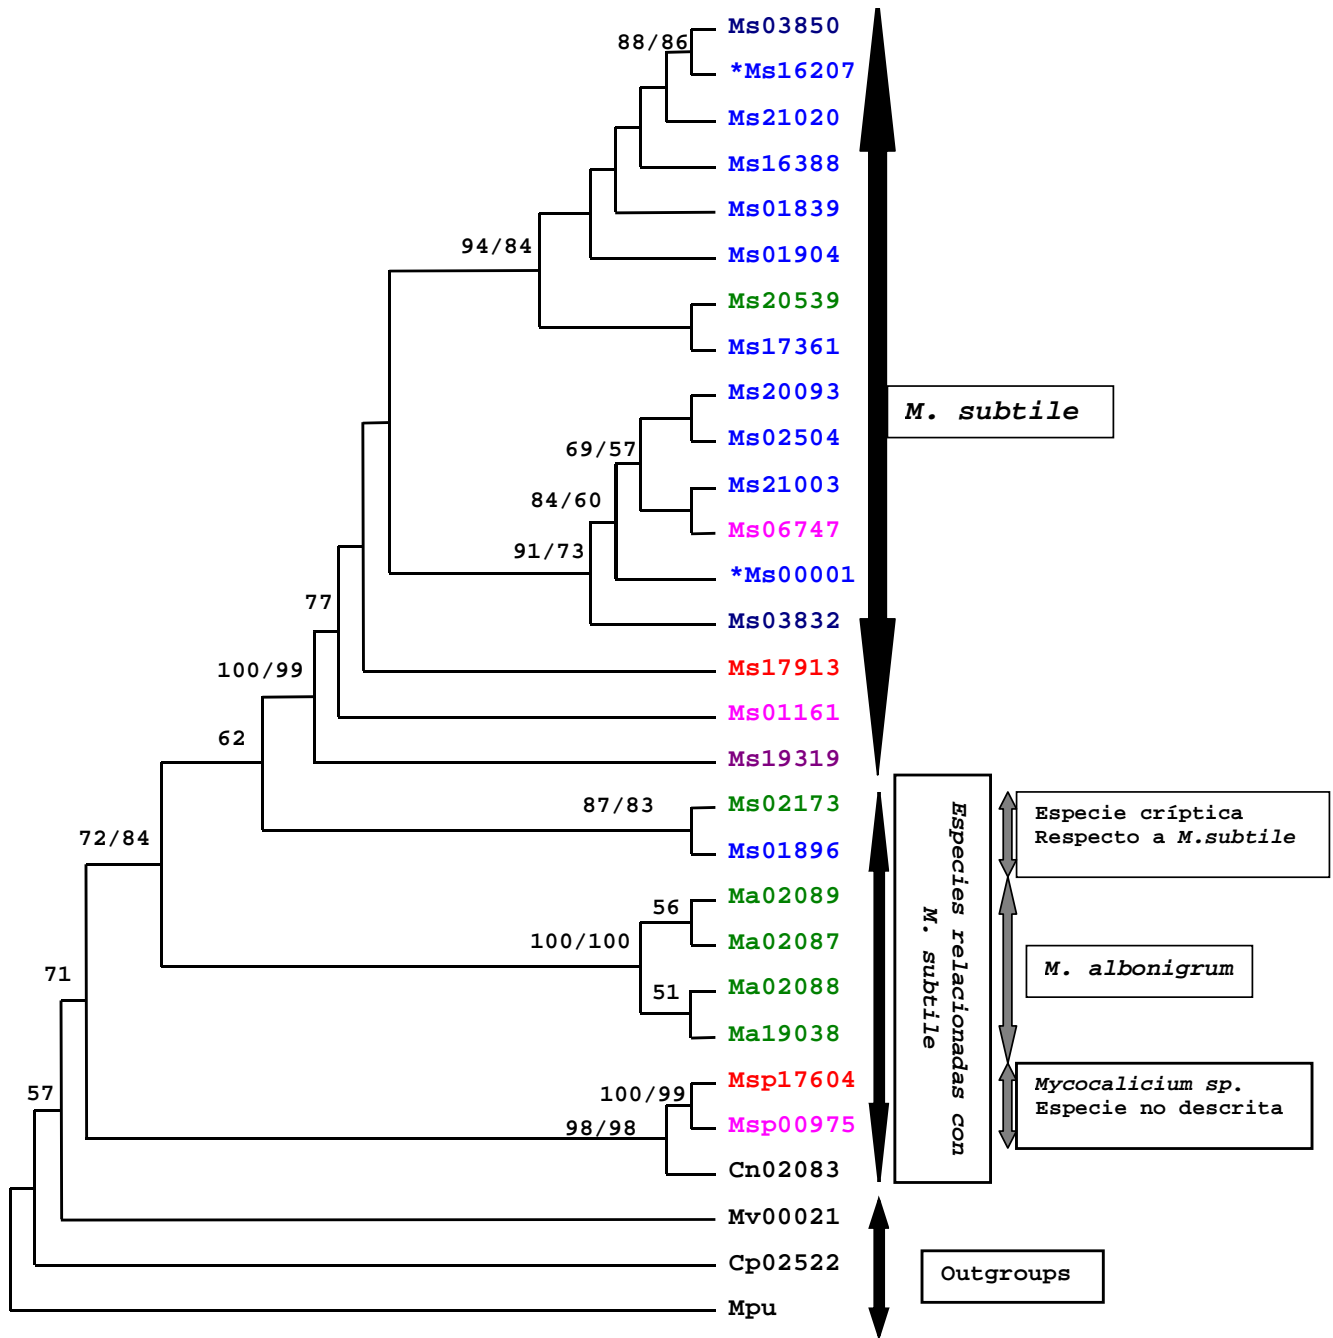 Ms03850
88/86
*Ms16207
Ms21020
Ms16388
Ms01839
94/84
Ms01904
Ms20539
Ms17361
Ms20093
M. subtile
69/57
Ms02504
84/60
Ms21003
Ms06747
91/73
*Ms00001
77
Ms03832
100/99
Ms17913
Ms01161
62
Ms19319
87/83
Ms02173
72/84
Ms01896
Especies relacionadas con
M. subtile
Especie críptica
Respecto a M.subtile
56
Ma02089
100/100
Ma02087
M. albonigrum
71
51
Ma02088
Ma19038
57
100/99
Msp17604
98/98
Msp00975
Mycocalicium sp.
Especie no descrita
Cn02083
Mv00021
Cp02522
Outgroups
Mpu